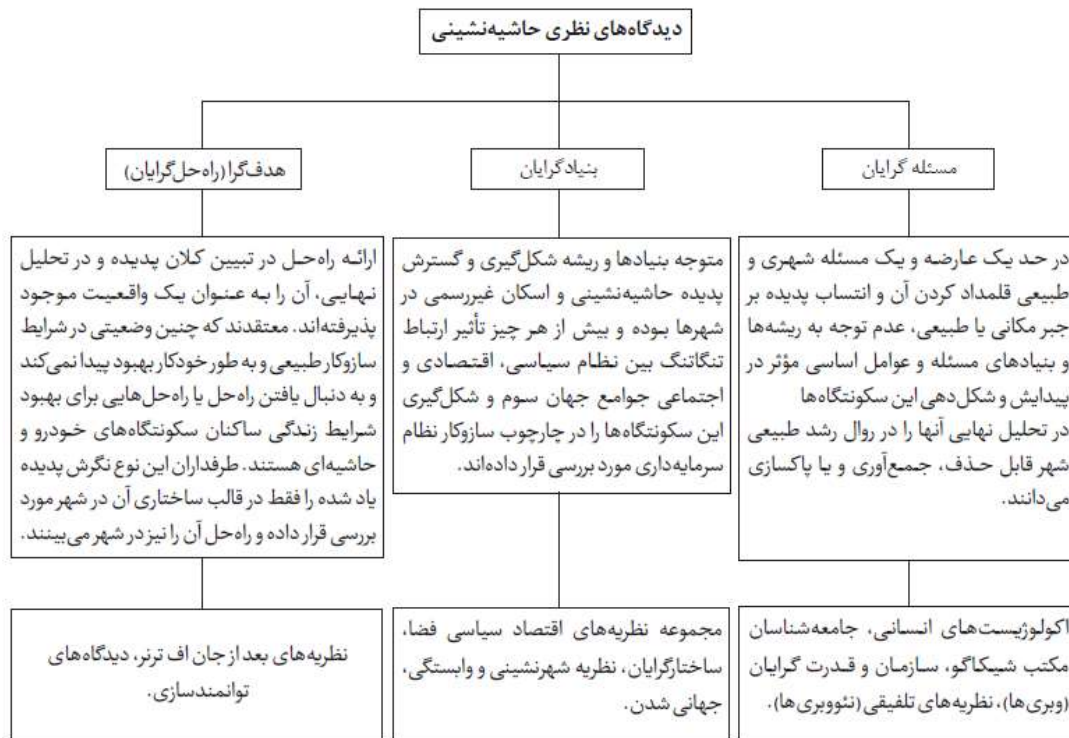 دیدگاه‌های نظری حاشیه‌نشینی
مسئله گرایان
بنیادگرایان
هدف‌گرا (راه‌حل‌گرایان)
در حد یک عارضه و یک مسئله شهری و
طبیعی قلمداد کردن آن و انتساب پدیده بر
جبر مکانی یا طبیعی، عدم توجه به ریشه‌ها
و بنیادهای مسئله و عوامل اساسی مؤثر در
پیدایش و شکل‌دهی این سکونتگاه‌ها
در تحلیل نهایی آنها را در روال رشد طبیعی
شهر قابل حذف، جمع‌آوری و یا پاکسازی
می‌دانند.
متوجه بنیادها و ریشه شکل‌گیری و گسترش
پدیده حاشیه‌نشینی و اسکان غیررسمی در
شهرها بوده و بیش از هر چیز تأثیر ارتباط
تنگاتنگ بین نظام سیاسی، اقتصادی و
اجتماعی جوامع جهان سوم و شکل‌گیری
این سکونتگاه‌ها را در چارچوب سازوکار نظام
سرمایه‌داری مورد بررسی قرار داده‌اند.
ارائه راه‌حل در تبیین کلان پدیده و در تحلیل
نهایی، آن را به عنوان یک واقعیت موجود
پذیرفته‌اند. معتقدند که چنین وضعیتی در شرایط
سازوکار طبیعی و به طور خودکار بهبود پیدا نمی‌کند
و به دنبال یافتن راه‌حل یا راه‌حل‌هایی برای بهبود
شرایط زندگی ساکنان سکونتگاه‌های خودرو و
حاشیه‌ای هستند. طرفداران این نوع نگرش پدیده
یاد شده را فقط در قالب ساختاری آن در شهر مورد
بررسی قرار داده و راه‌حل آن را نیز در شهر می‌بینند.
اکولوژیست‌های انسانی، جامعه‌شناسان
مکتب شیکاگو، سازمان و قدرت گرایان
(وبری‌ها)، نظریه‌های تلفیقی (نئووبری‌ها).
مجموعه نظریه‌های اقتصاد سیاسی فضا،
ساختارگرایان، نظریه شهرنشینی و وابستگی،
جهانی شدن.
نظریه‌های بعد از جان اف ترنر، دیدگاه‌های
توانمندسازی.